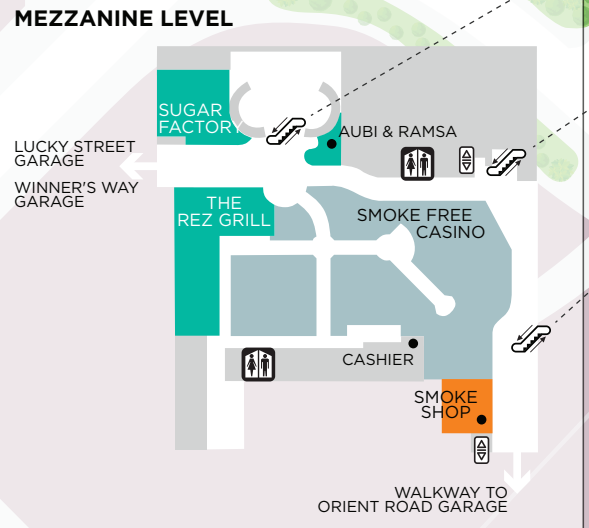 MEZZANINE LEVEL
SUGAR
FACTORY
AUBI & RAMSA
LUCKY STREET
GARAGE
WINNER'S WAY
GARAGE
THE
REZ GRILL
SMOKE FREE
CASINO
CASHIER
SMOKE
SHOP
WALKWAY TO
ORIENT ROAD GARAGE